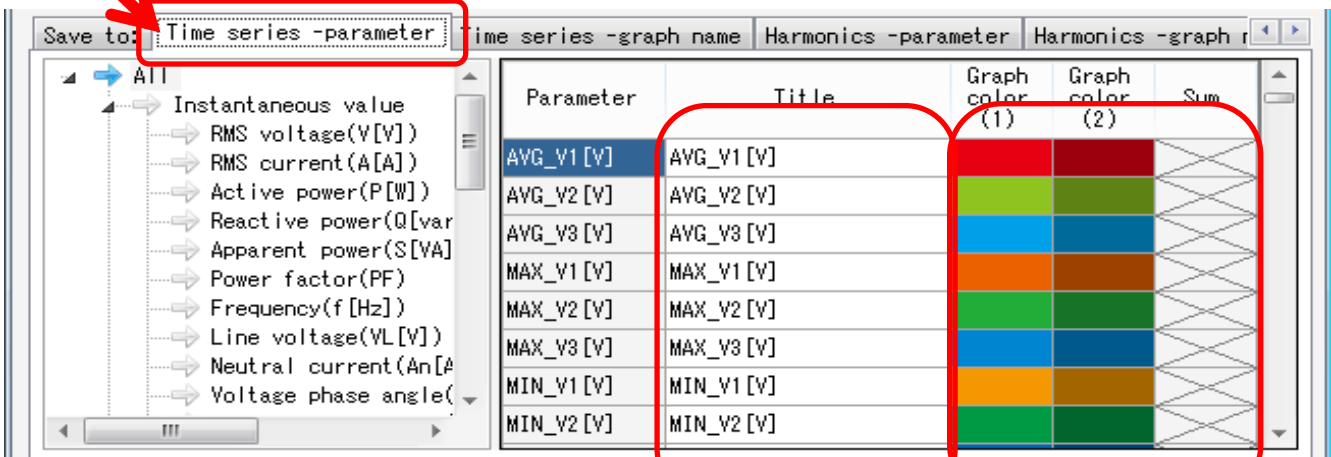 Save to: Time series -parameter Time series -graph name Harmonics -parameter Harmonics -graph
All
Instantaneous value
RMS voltage(V[V])
RMS current(A[A])
Active power(P[W])
Reactive power(Q[var
Apparent power(S[VA]
Power factor(PF)
Frequency(f[Hz])
Line voltage(VL[V])
Neutral current(An[A
Voltage phase angle(
Parameter Title Graph color (1) Graph color (2) Sum
AVG_V1[V] AVG_V1[V]
AVG_V2[V] AVG_V2[V]
AVG_V3[V] AVG_V3[V]
MAX_V1[V] MAX_V1[V]
MAX_V2[V] MAX_V2[V]
MAX_V3[V] MAX_V3[V]
MIN_V1[V] MIN_V1[V]
MIN_V2[V] MIN_V2[V]